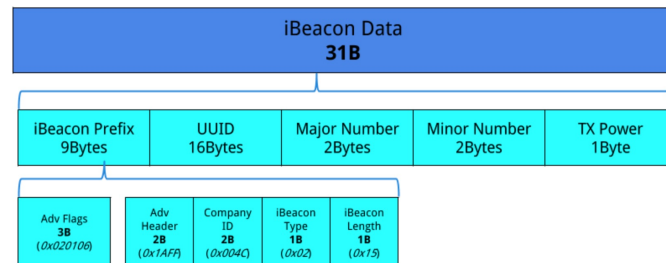 iBeacon Data
31B
iBeacon Prefix
9Bytes
UUID
16Bytes
Major Number
2Bytes
Minor Number
2Bytes
TX Power
1Byte
Adv Flags
3B
(0x020106)
Adv
Header
2B
(0x1AFF)
Company
ID
2B
(0x004C)
iBeacon
Type
1B
(0x02)
iBeacon
Length
1B
(0x15)